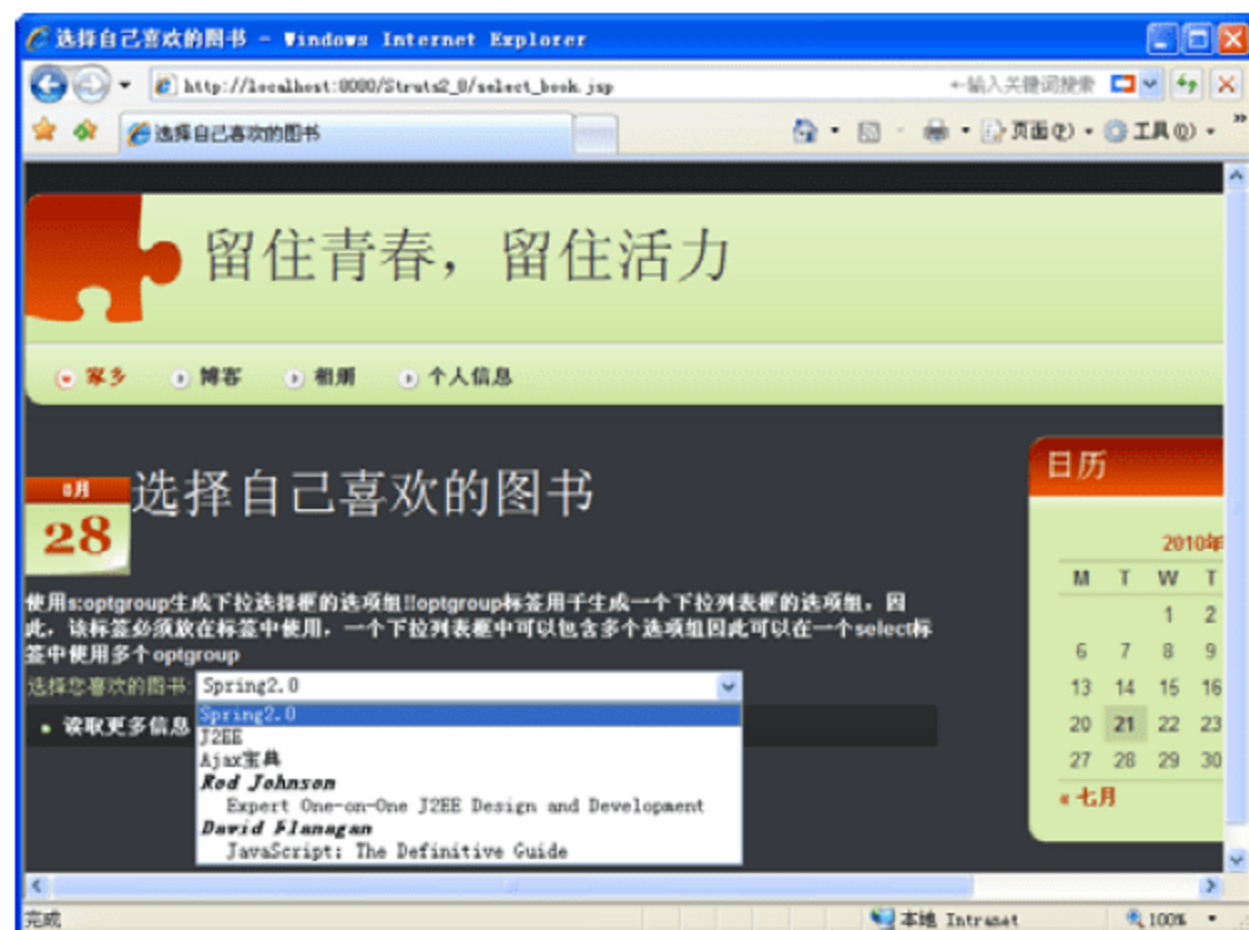 选择自己喜欢的图书 - Windows Internet Explorer
http://localhost:8080/Struts2_8/select_book.jsp
←输入关键词搜索
选择自己喜欢的图书
页面(P)
工具(O)
留住青春，留住活力
家乡
博客
相册
个人信息
8月
28
选择自己喜欢的图书
使用s:optgroup生成下拉选择框的选项组!!optgroup标签用于生成一个下拉列表框的选项组，因
此，该标签必须放在标签中使用，一个下拉列表框中可以包含多个选项组因此可以在一个select标
签中使用多个optgroup
选择您喜欢的图书:
Spring2.0
读取更多信息
Spring2.0
J2EE
Ajax宝典
Rod Johnson
Expert One-on-One J2EE Design and Development
David Flanagan
JavaScript: The Definitive Guide
日历
2010年
M T W T
1 2
6 7 8 9
13 14 15 16
20 21 22 23
27 28 29 30
« 七月
完成
本地 Intranet
100%